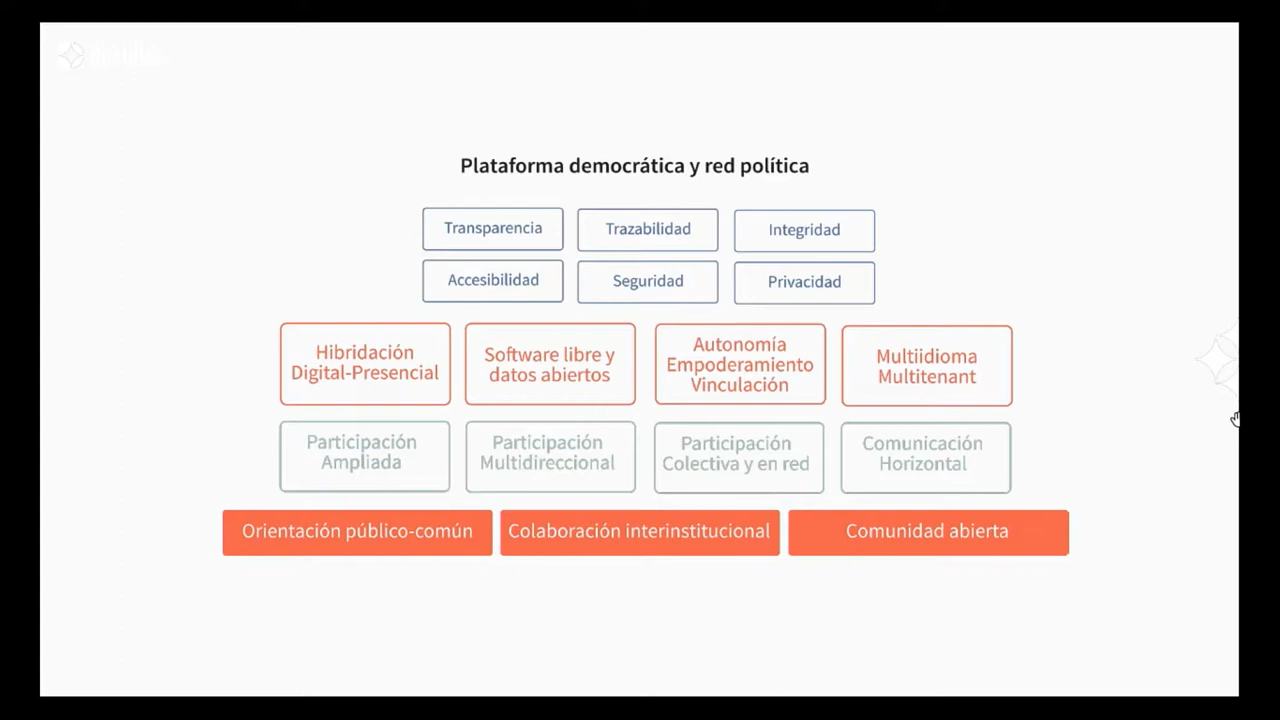 Plataforma democrática y red política
Transparencia
Trazabilidad
Integridad
Accesibilidad
Seguridad
Privacidad
Hibridación
Digital-Presencial
Software libre y
datos abiertos
Autonomía
Empoderamiento
Vinculación
Multiidioma
Multitenant
Participación
Ampliada
Participación
Multidireccional
Participación
Colectiva y en red
Comunicación
Horizontal
Orientación público-común
Colaboración interinstitucional
Comunidad abierta